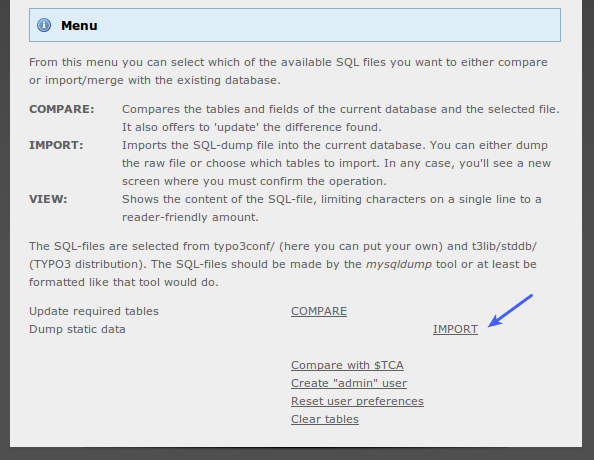 Menu
From this menu you can select which of the available SQL files you want to either compare
or import/merge with the existing database.
COMPARE: Compares the tables and fields of the current database and the selected file.
It also offers to 'update' the difference found.
IMPORT: Imports the SQL-dump file into the current database. You can either dump
the raw file or choose which tables to import. In any case, you'll see a new
screen where you must confirm the operation.
VIEW: Shows the content of the SQL-file, limiting characters on a single line to a
reader-friendly amount.
The SQL-files are selected from typo3conf/ (here you can put your own) and t3lib/stddb/
(TYPO3 distribution). The SQL-files should be made by the mysqldump tool or at least be
formatted like that tool would do.
Update required tables COMPARE
Dump static data IMPORT
Compare with $TCA
Create "admin" user
Reset user preferences
Clear tables